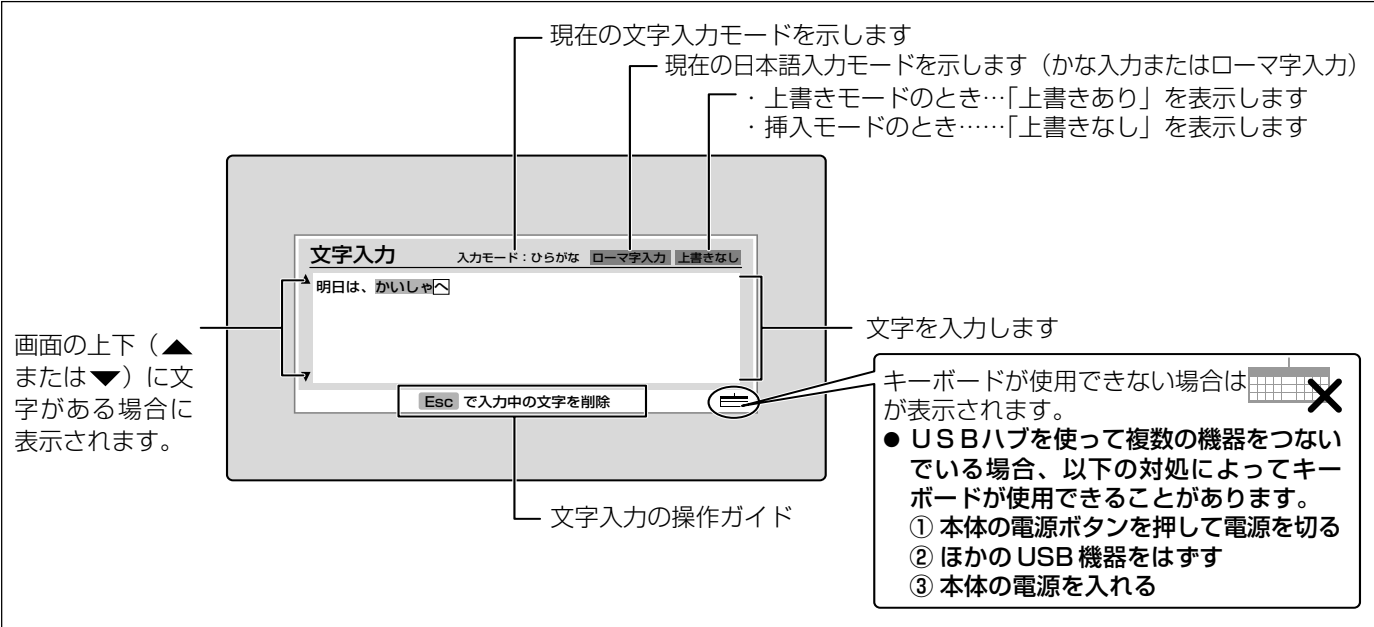 現在の文字入力モードを示します
現在の日本語入力モードを示します（かな入力またはローマ字入力）
・上書きモードのとき…「上書きあり」を表示します
・挿入モードのとき……「上書きなし」を表示します
文字入力
入力モード：ひらがな ローマ字入力 上書きなし
明日は、かいしゃへ
Esc で入力中の文字を削除
画面の上下（▲
または▼）に文
字がある場合に
表示されます。
文字を入力します
キーボードが使用できない場合は
が表示されます。
● ＵＳＢハブを使って複数の機器をつない
でいる場合、以下の対処によってキー
ボードが使用できることがあります。
① 本体の電源ボタンを押して電源を切る
② ほかの USB 機器をはずす
③ 本体の電源を入れる
文字入力の操作ガイド